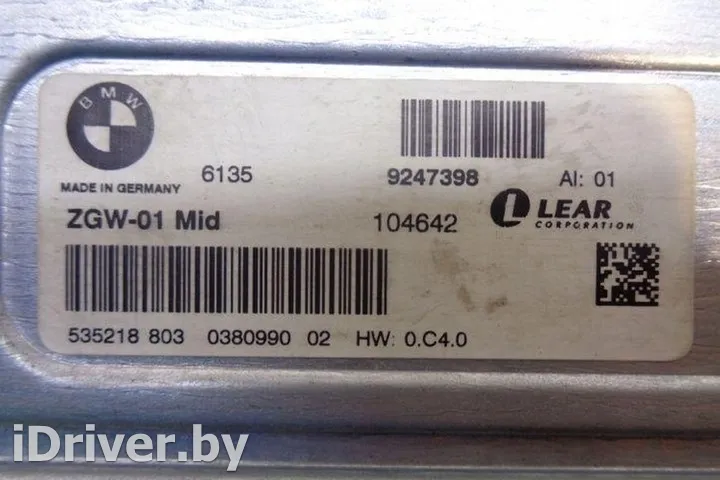 BMW
6135 9247398 AI: 01
MADE IN GERMANY
ZGW-01 Mid 104642 LEAR
CORPORATION
535218 803 0380990 02 HW: 0.C4.0
iDriver.by